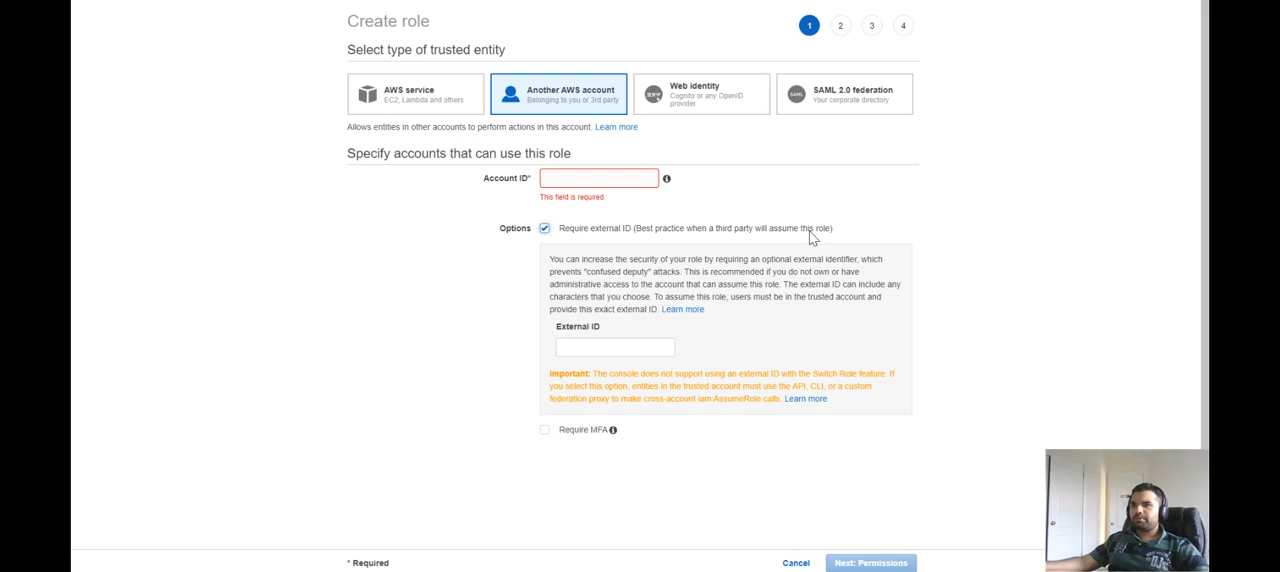 Create role
1 2 3 4
Select type of trusted entity
AWS service
EC2, Lambda and others
Another AWS account
Belonging to you or 3rd party
Web identity
Cognito or any OpenID
provider
SAML
SAML 2.0 federation
Your corporate directory
Allows entities in other accounts to perform actions in this account. Learn more
Specify accounts that can use this role
Account ID*
This field is required.
Options Require external ID (Best practice when a third party will assume this role)
You can increase the security of your role by requiring an optional external identifier, which
prevents "confused deputy" attacks. This is recommended if you do not own or have
administrative access to the account that can assume this role. The external ID can include any
characters that you choose. To assume this role, users must be in the trusted account and
provide this exact external ID. Learn more
External ID
Important: The console does not support using an external ID with the Switch Role feature. If
you select this option, entities in the trusted account must use the API, CLI, or a custom
federation proxy to make cross-account iam:AssumeRole calls. Learn more
Require MFA
* Required Cancel Next: Permissions